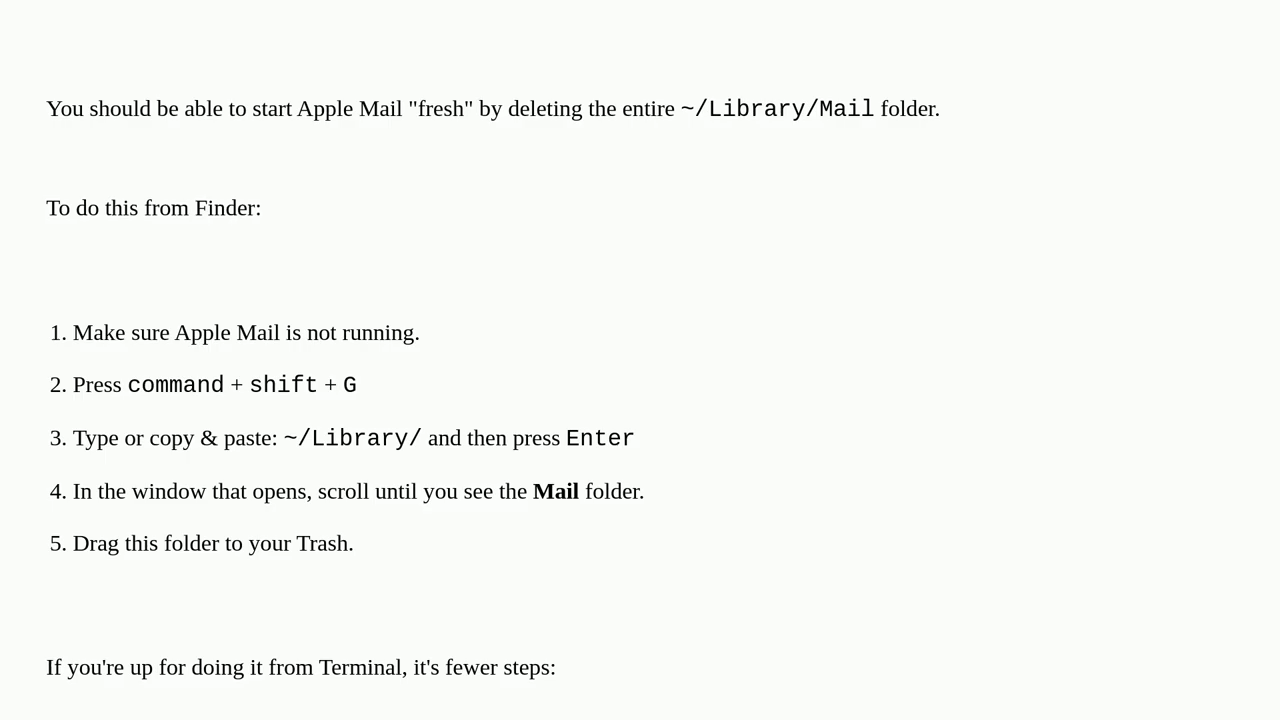 You should be able to start Apple Mail "fresh" by deleting the entire ~/Library/Mail folder.
To do this from Finder:
1. Make sure Apple Mail is not running.
2. Press command + shift + G
3. Type or copy & paste: ~/Library/ and then press Enter
4. In the window that opens, scroll until you see the Mail folder.
5. Drag this folder to your Trash.
If you're up for doing it from Terminal, it's fewer steps: